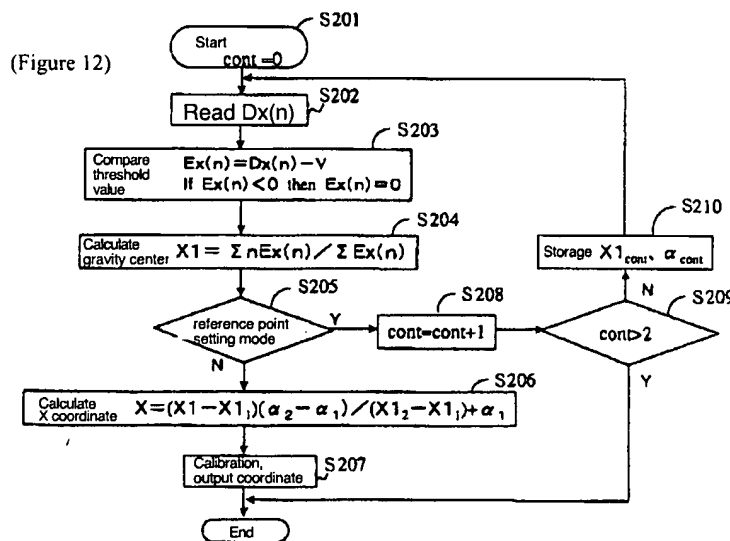 (Figure 12)
S201
Start
cont=0
S202
Read Dx(n)
S203
Compare
threshold
value
Ex(n)=Dx(n)-V
If Ex(n)<0 then Ex(n)=0
S204
Calculate
gravity center
X1= ΣnEx(n)/ΣEx(n)
S205
reference point
setting mode
Y
N
S208
cont=cont+1
S209
cont>2
N
Y
S210
Storage X1cont、αcont
S206
Calculate
X coordinate
X=(X1-X1₁)(α₂-α₁)/(X1₂-X1₁)+α₁
S207
Calibration,
output coordinate
End